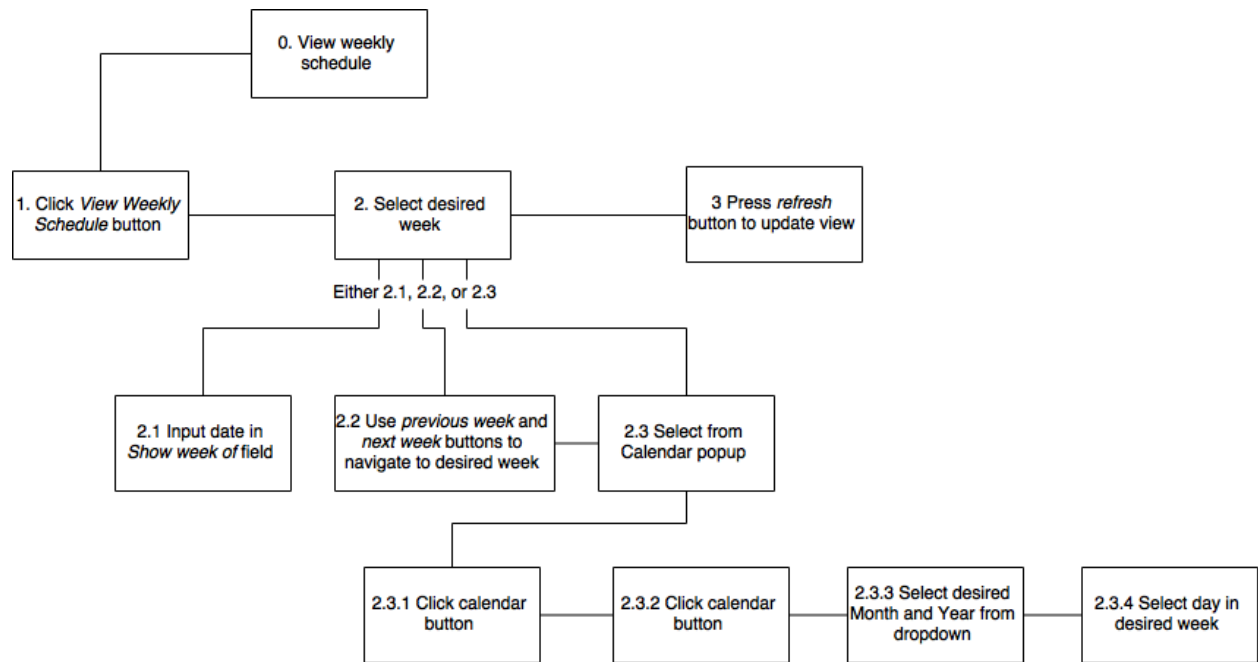 0. View weekly
schedule
1. Click View Weekly
Schedule button
2. Select desired
week
3 Press refresh
button to update view
Either 2.1, 2.2, or 2.3
2.1 Input date in
Show week of field
2.2 Use previous week and
next week buttons to
navigate to desired week
2.3 Select from
Calendar popup
2.3.1 Click calendar
button
2.3.2 Click calendar
button
2.3.3 Select desired
Month and Year from
dropdown
2.3.4 Select day in
desired week